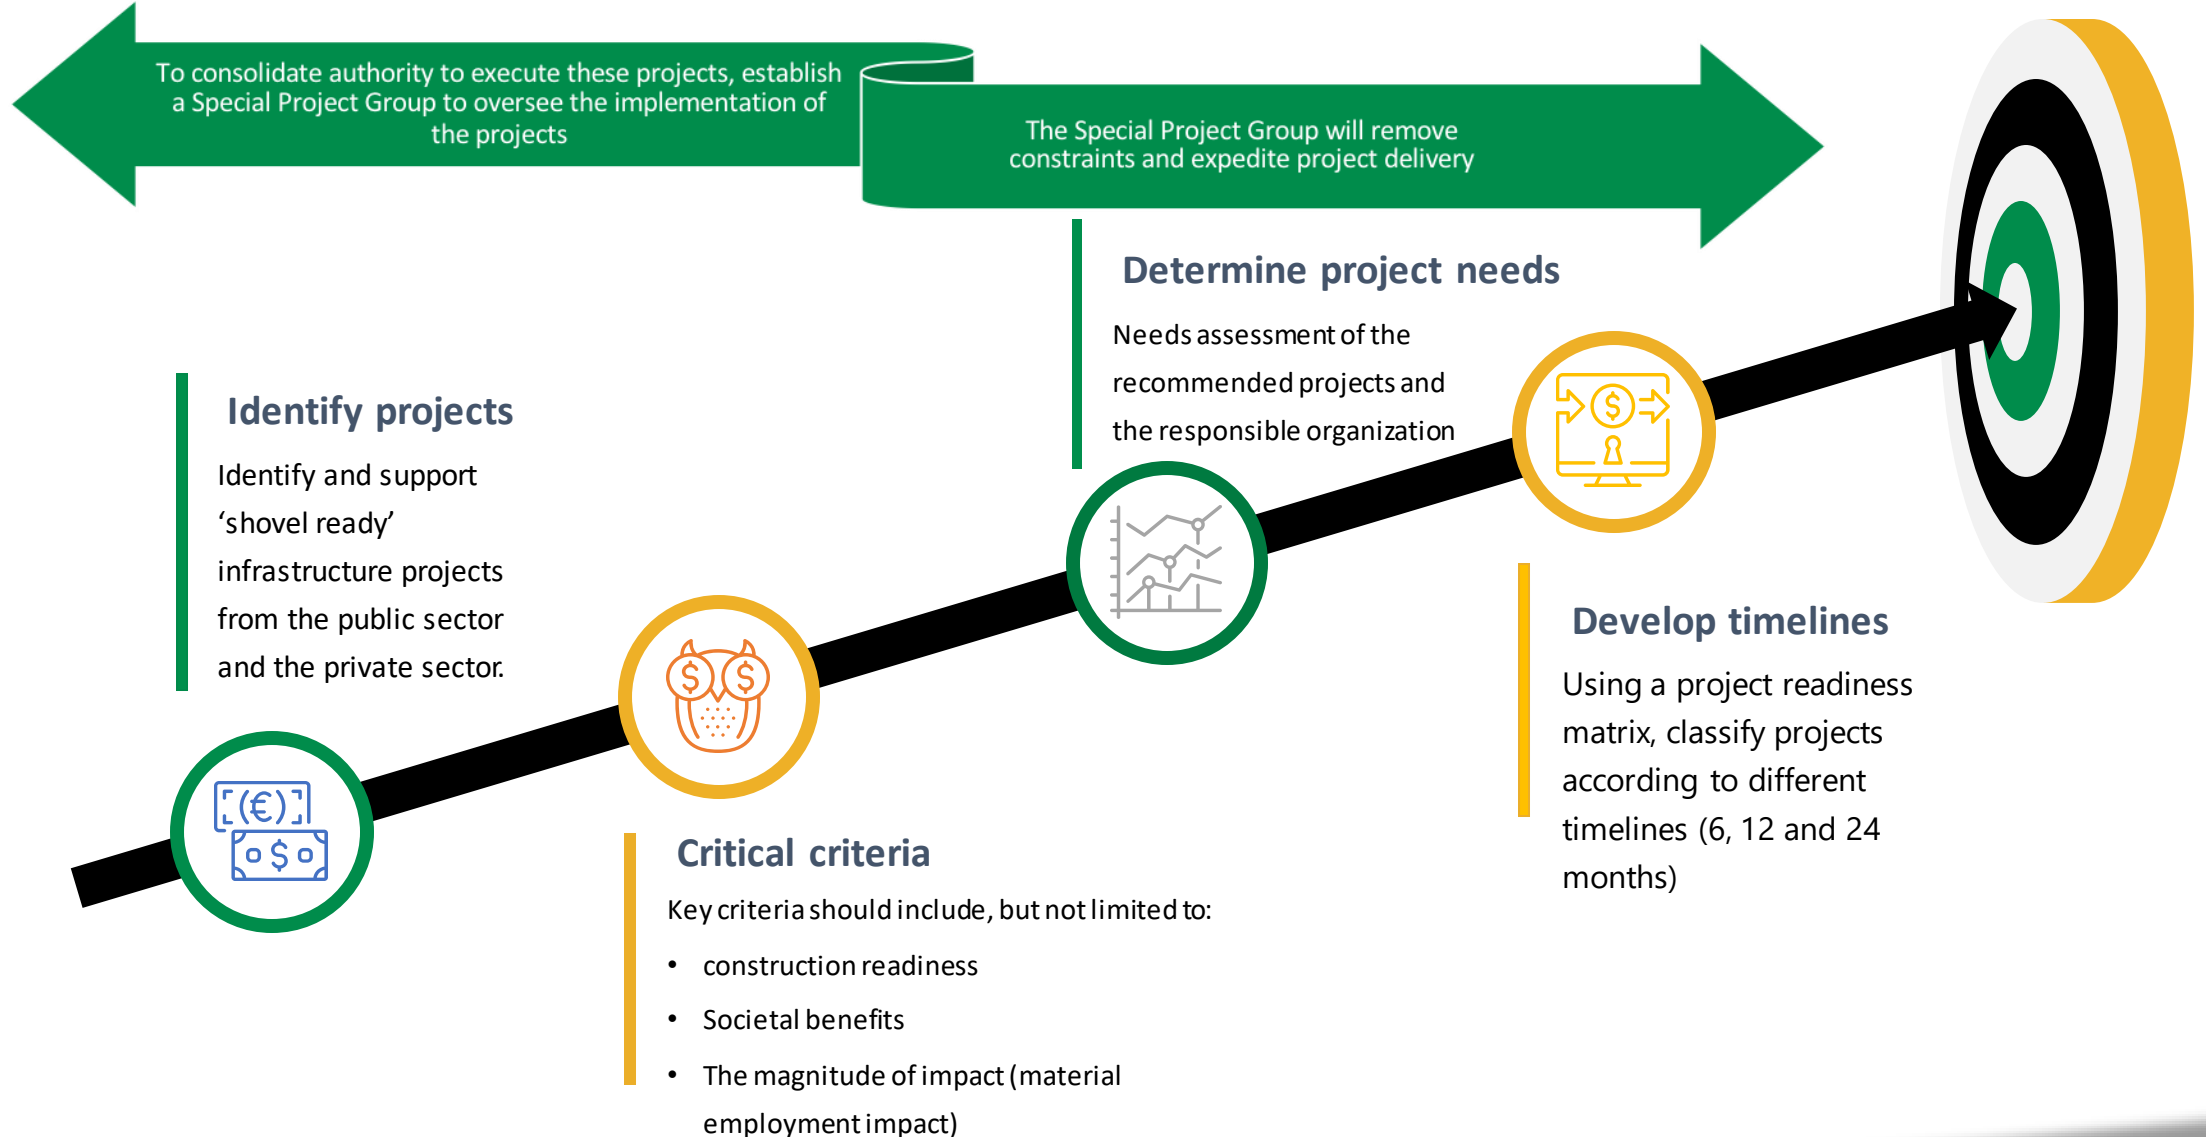 To consolidate authority to execute these projects, establish
a Special Project Group to oversee the implementation of
the projects
The Special Project Group will remove
constraints and expedite project delivery
Identify projects
Identify and support
‘shovel ready’
infrastructure projects
from the public sector
and the private sector.
Critical criteria
Key criteria should include, but not limited to:
• construction readiness
• Societal benefits
• The magnitude of impact (material
employment impact)
Determine project needs
Needs assessment of the
recommended projects and
the responsible organization
Develop timelines
Using a project readiness
matrix, classify projects
according to different
timelines (6, 12 and 24
months)
(€)
$
$ $
$